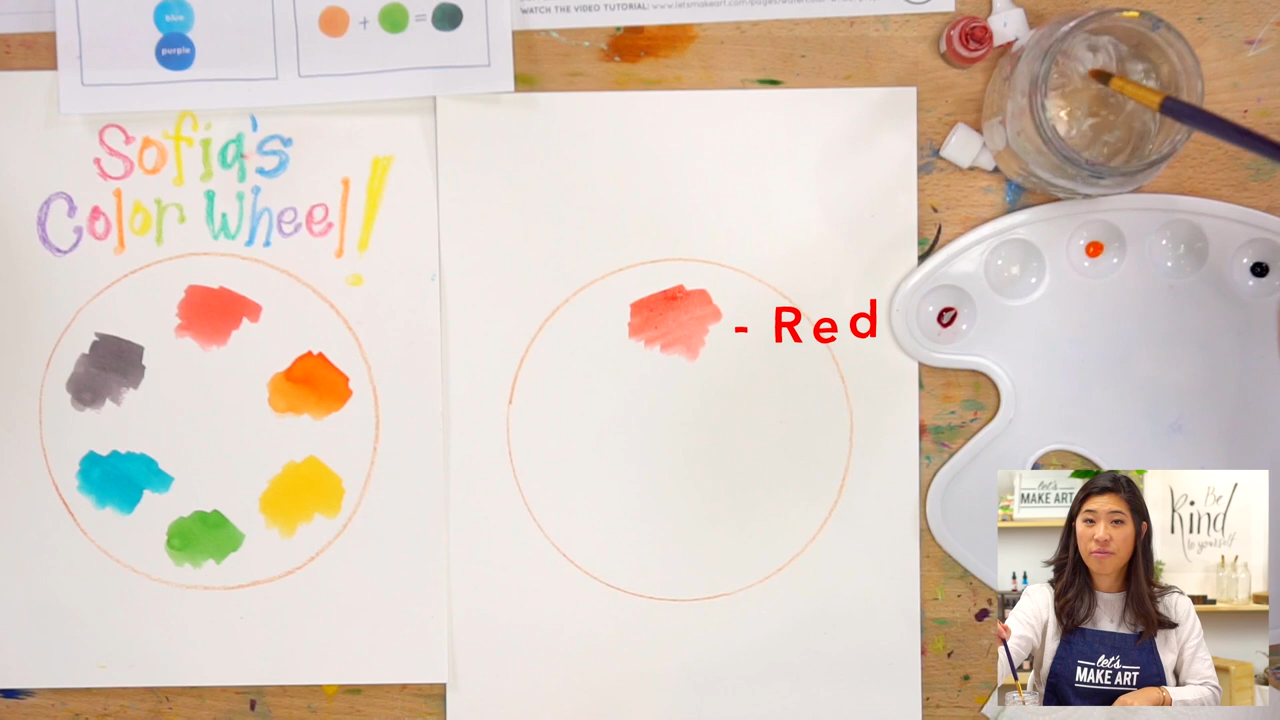 blue
purple
+ =
WATCH THE VIDEO TUTORIAL: www.letsmakeart.com/pages/
Sofia's
Color Wheel!
- Red
let's
MAKE ART
Be
kind
to yourself
let's
MAKE ART